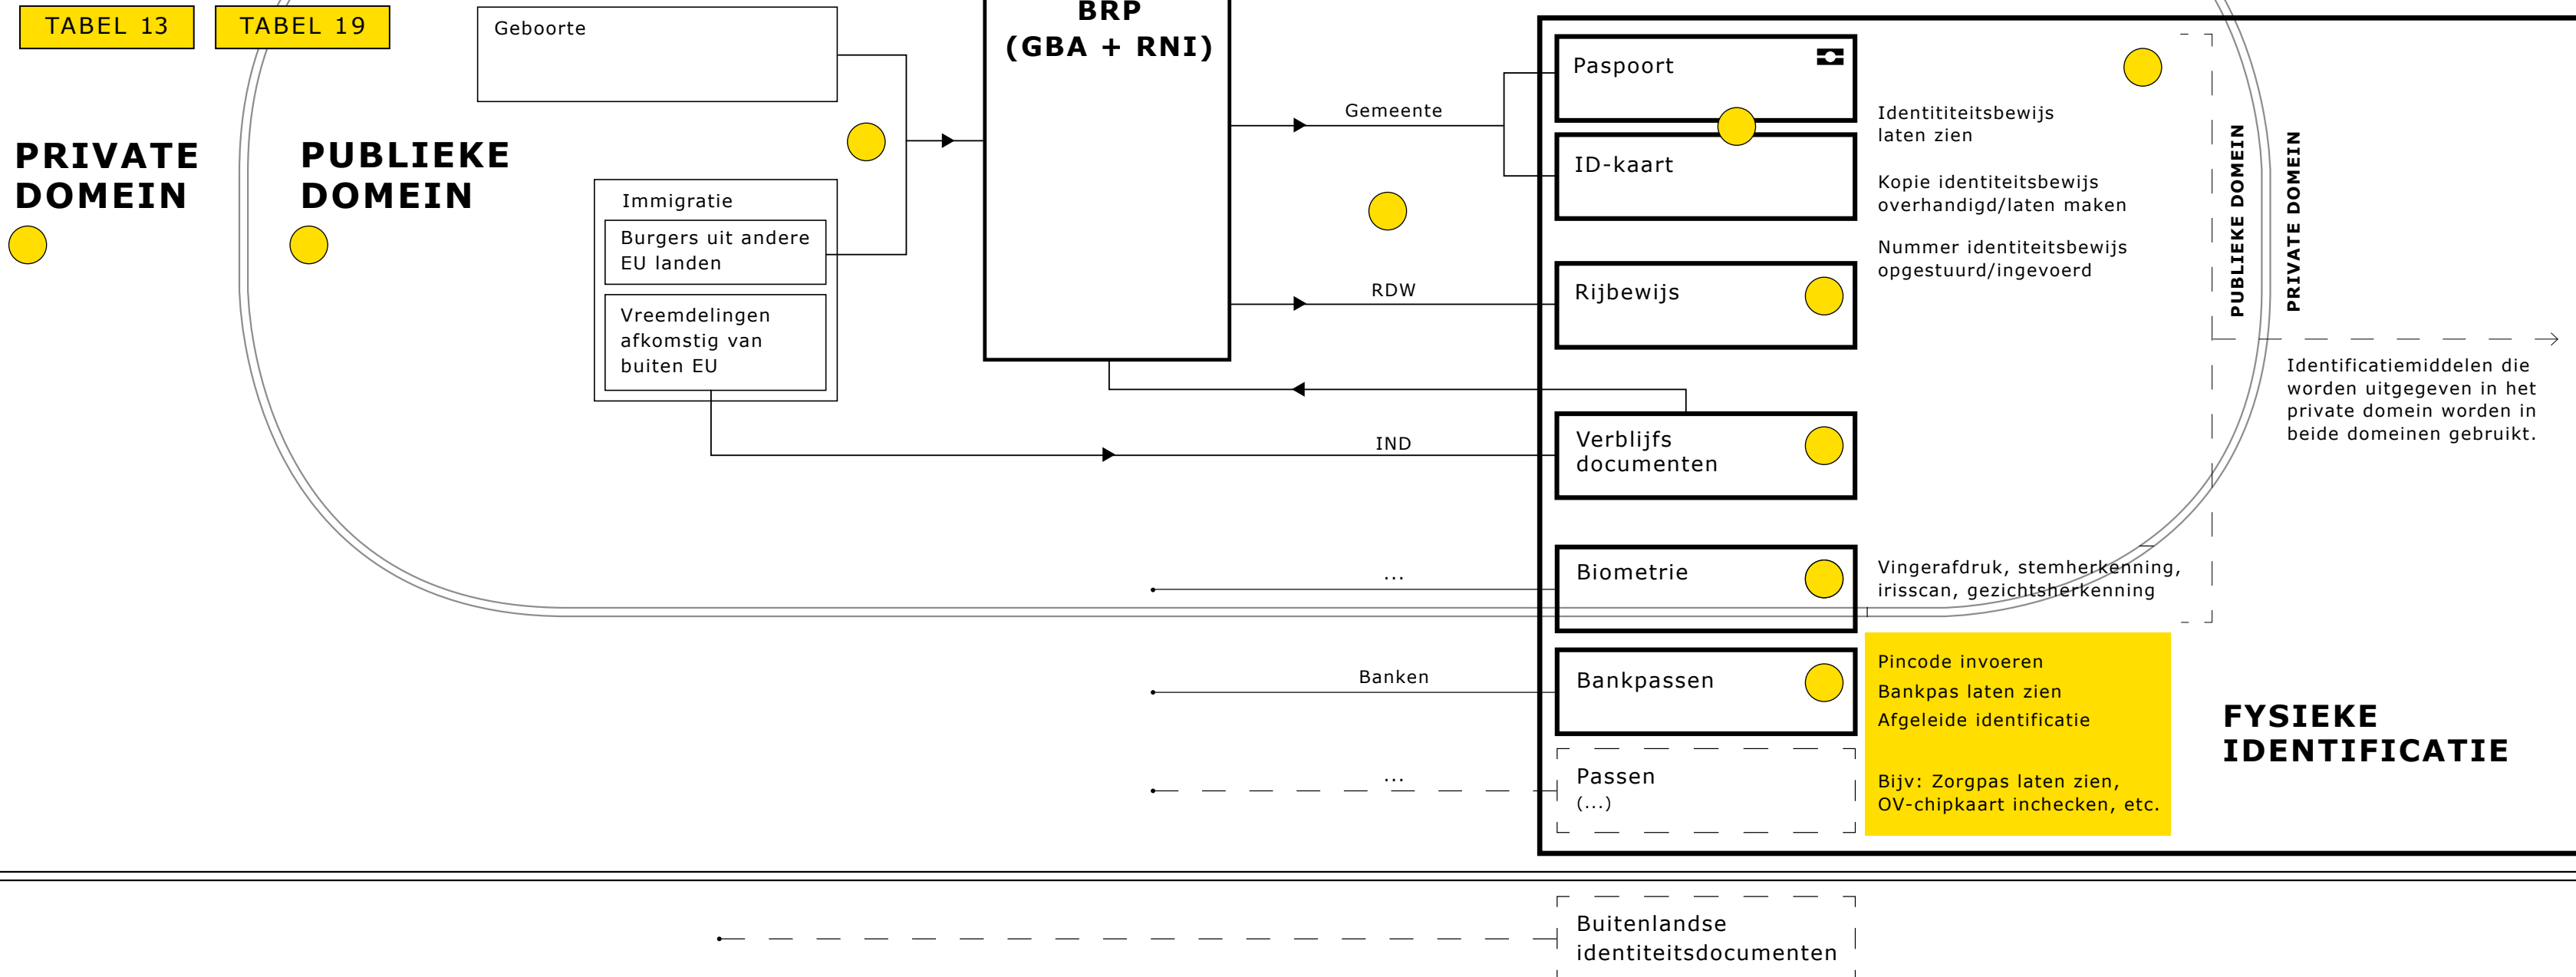 TABEL 13
TABEL 19
PRIVATE
DOMEIN
PUBLIEKE
DOMEIN
Geboorte
Immigratie
Burgers uit andere
EU landen
Vreemdelingen
afkomstig van
buiten EU
BRP
(GBA + RNI)
Gemeente
RDW
IND
...
Banken
...
Paspoort
ID-kaart
Rijbewijs
Verblijfs
documenten
Biometrie
Bankpassen
Passen
(...)
Identititeitsbewijs
laten zien
Kopie identiteitsbewijs
overhandigd/laten maken
Nummer identiteitsbewijs
opgestuurd/ingevoerd
Vingerafdruk, stemherkenning,
irisscan, gezichtsherkenning
Pincode invoeren
Bankpas laten zien
Afgeleide identificatie
Bijv: Zorgpas laten zien,
OV-chipkaart inchecken, etc.
PUBLIEKE DOMEIN
PRIVATE DOMEIN
Identificatiemiddelen die
worden uitgegeven in het
private domein worden in
beide domeinen gebruikt.
FYSIEKE
IDENTIFICATIE
Buitenlandse
identiteitsdocumenten